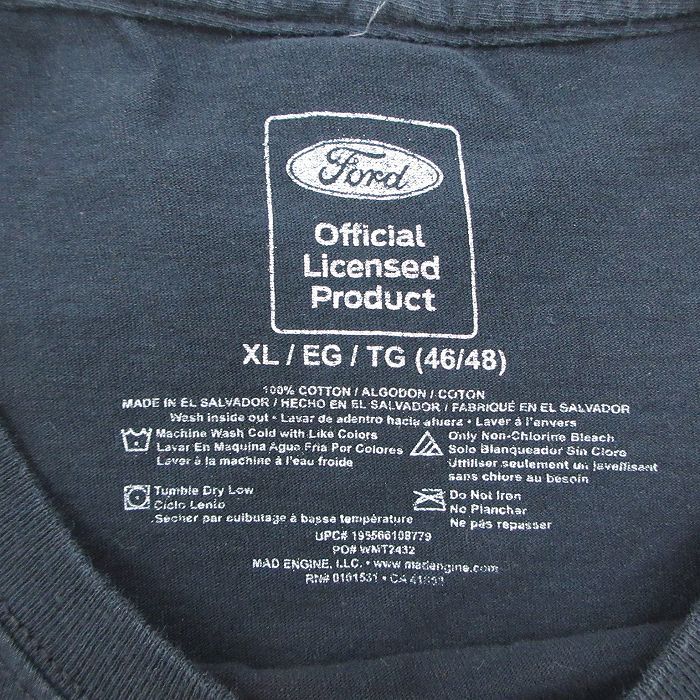 Ford
Official
Licensed
Product
XL / EG / TG (46/48)
100% COTTON / ALGODON / COTON
MADE IN EL SALVADOR / HECHO EN EL SALVADOR / FABRIQUÉ EN EL SALVADOR
Wash inside out • Lavar de adentro hacia afuera • Laver à l'envers
Machine Wash Cold with Like Colors
Lavar En Maquina Agua Fria Por Colores
Laver à la machine à l'eau froide
Only Non-Chlorine Bleach
Solo Blanqueador Sin Cloro
Utiliser seulement un javellisant
sans chlore au besoin
Tumble Dry Low
Ciclo Lento
Secher par culbutage à basse température
Do Not Iron
No Planchar
Ne pas repasser
UPC# 195566108779
PO# WMT2432
MAD ENGINE, LLC. • www.madengine.com
RN# 0101531 • CA